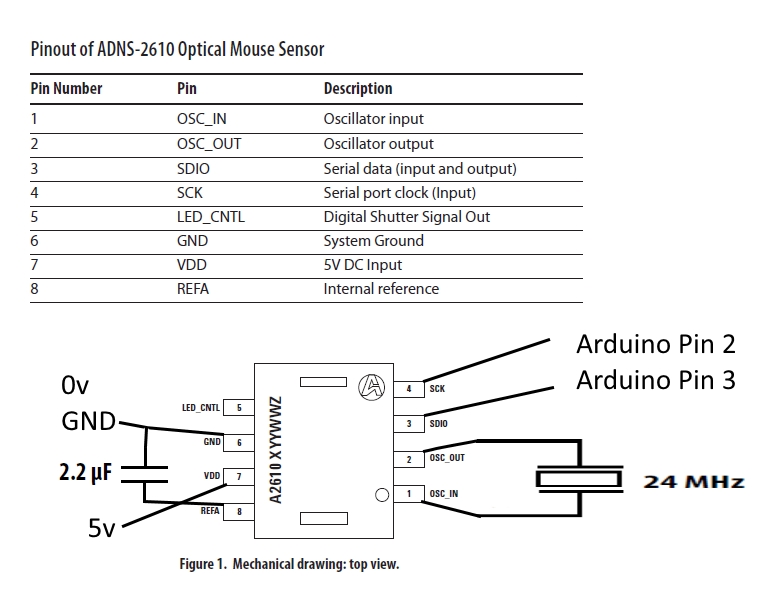 Pinout of ADNS-2610 Optical Mouse Sensor
Pin Number Pin Description
1 OSC_IN Oscillator input
2 OSC_OUT Oscillator output
3 SDIO Serial data (input and output)
4 SCK Serial port clock (Input)
5 LED_CNTL Digital Shutter Signal Out
6 GND System Ground
7 VDD 5V DC Input
8 REFA Internal reference
Arduino Pin 2
Arduino Pin 3
0v
GND
2.2 µF
5v
LED_CNTL 5
GND 6
VDD 7
REFA 8
A2610 XYYWWZ
A
4 SCK
3 SDIO
2 OSC_OUT
1 OSC_IN
24 MHz
Figure 1. Mechanical drawing: top view.